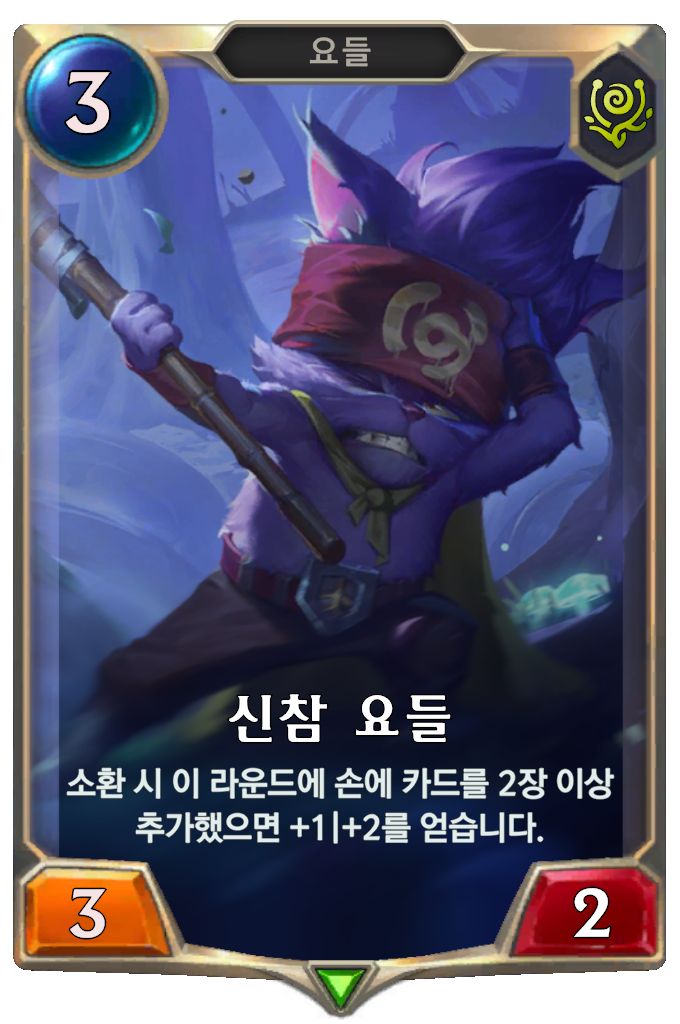 요들
3
신참 요들
소환 시 이 라운드에 손에 카드를 2장 이상
추가했으면 +1|+2를 얻습니다.
3
2